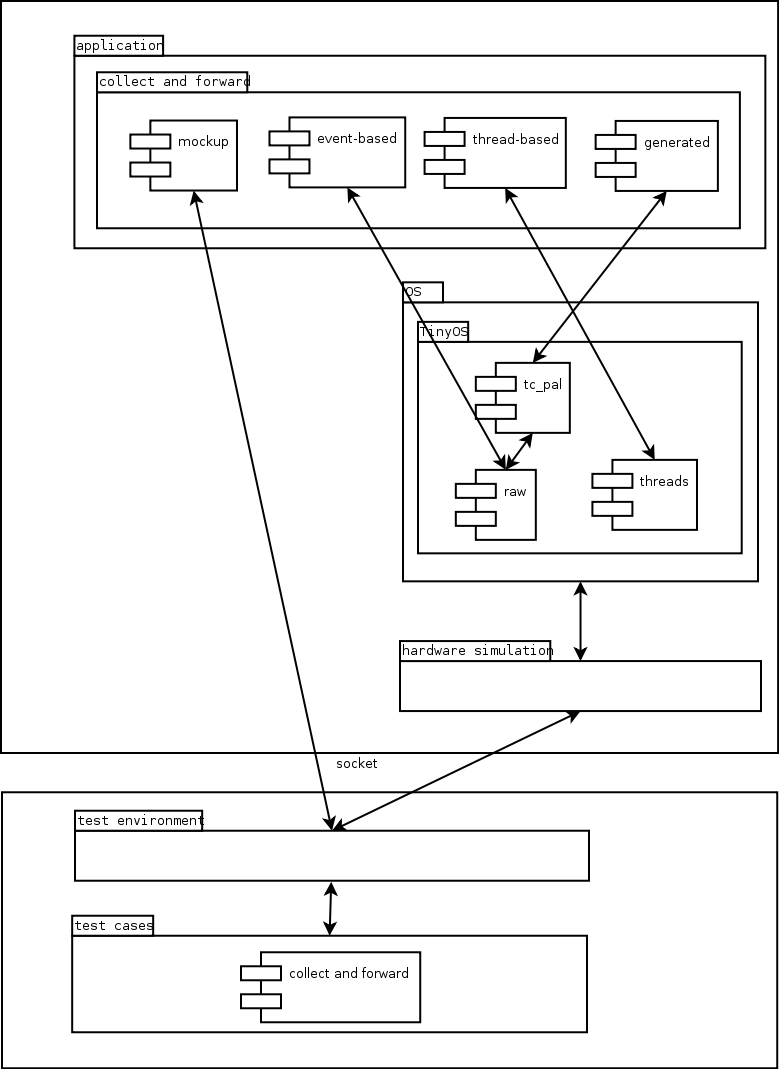 application
collect and forward
mockup
event-based
thread-based
generated
OS
TinyOS
tc_pal
raw
threads
hardware simulation
socket
test environment
test cases
collect and forward